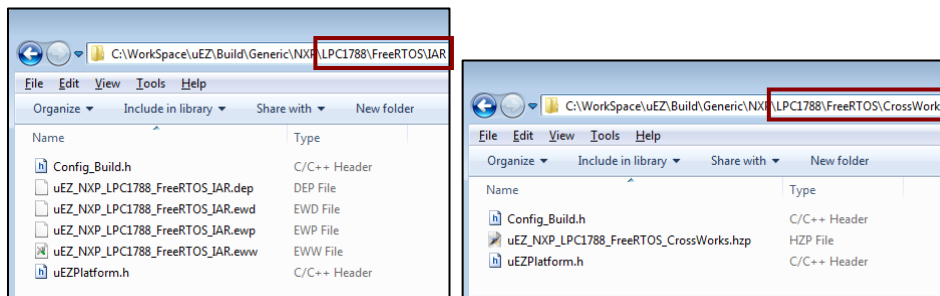 C:\WorkSpace\uEZ\Build\Generic\NXP\LPC1788\FreeRTOS\IAR
File Edit View Tools Help
Organize Include in library Share with New folder
Name Type
Config_Build.h C/C++ Header
uEZ_NXP_LPC1788_FreeRTOS_IAR.dep DEP File
uEZ_NXP_LPC1788_FreeRTOS_IAR.ewd EWD File
uEZ_NXP_LPC1788_FreeRTOS_IAR.ewp EWP File
uEZ_NXP_LPC1788_FreeRTOS_IAR.eww EWW File
uEZPlatform.h C/C++ Header
C:\WorkSpace\uEZ\Build\Generic\NXP\LPC1788\FreeRTOS\CrossWork
File Edit View Tools Help
Organize Include in library Share with New folder
Name Type
Config_Build.h C/C++ Header
uEZ_NXP_LPC1788_FreeRTOS_CrossWorks.hzp HZP File
uEZPlatform.h C/C++ Header